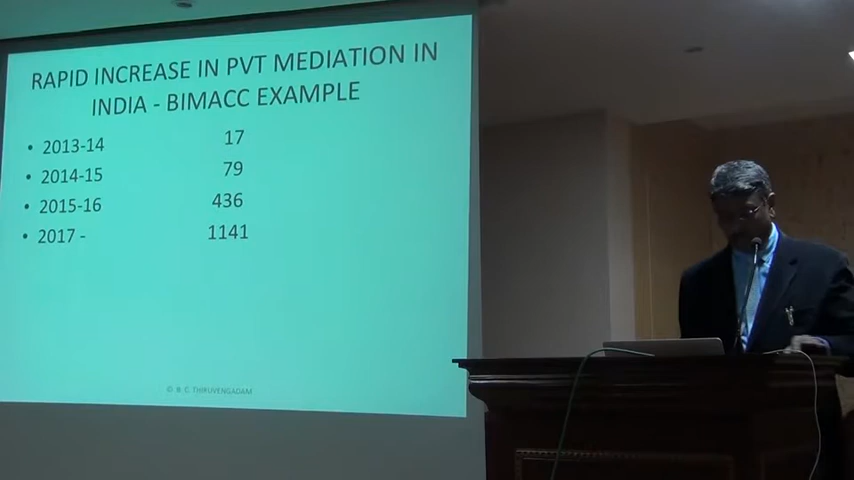 RAPID INCREASE IN PVT MEDIATION IN
INDIA - BIMACC EXAMPLE
• 2013-14 17
• 2014-15 79
• 2015-16 436
• 2017 - 1141
© B. C. THIRUVENGADAM